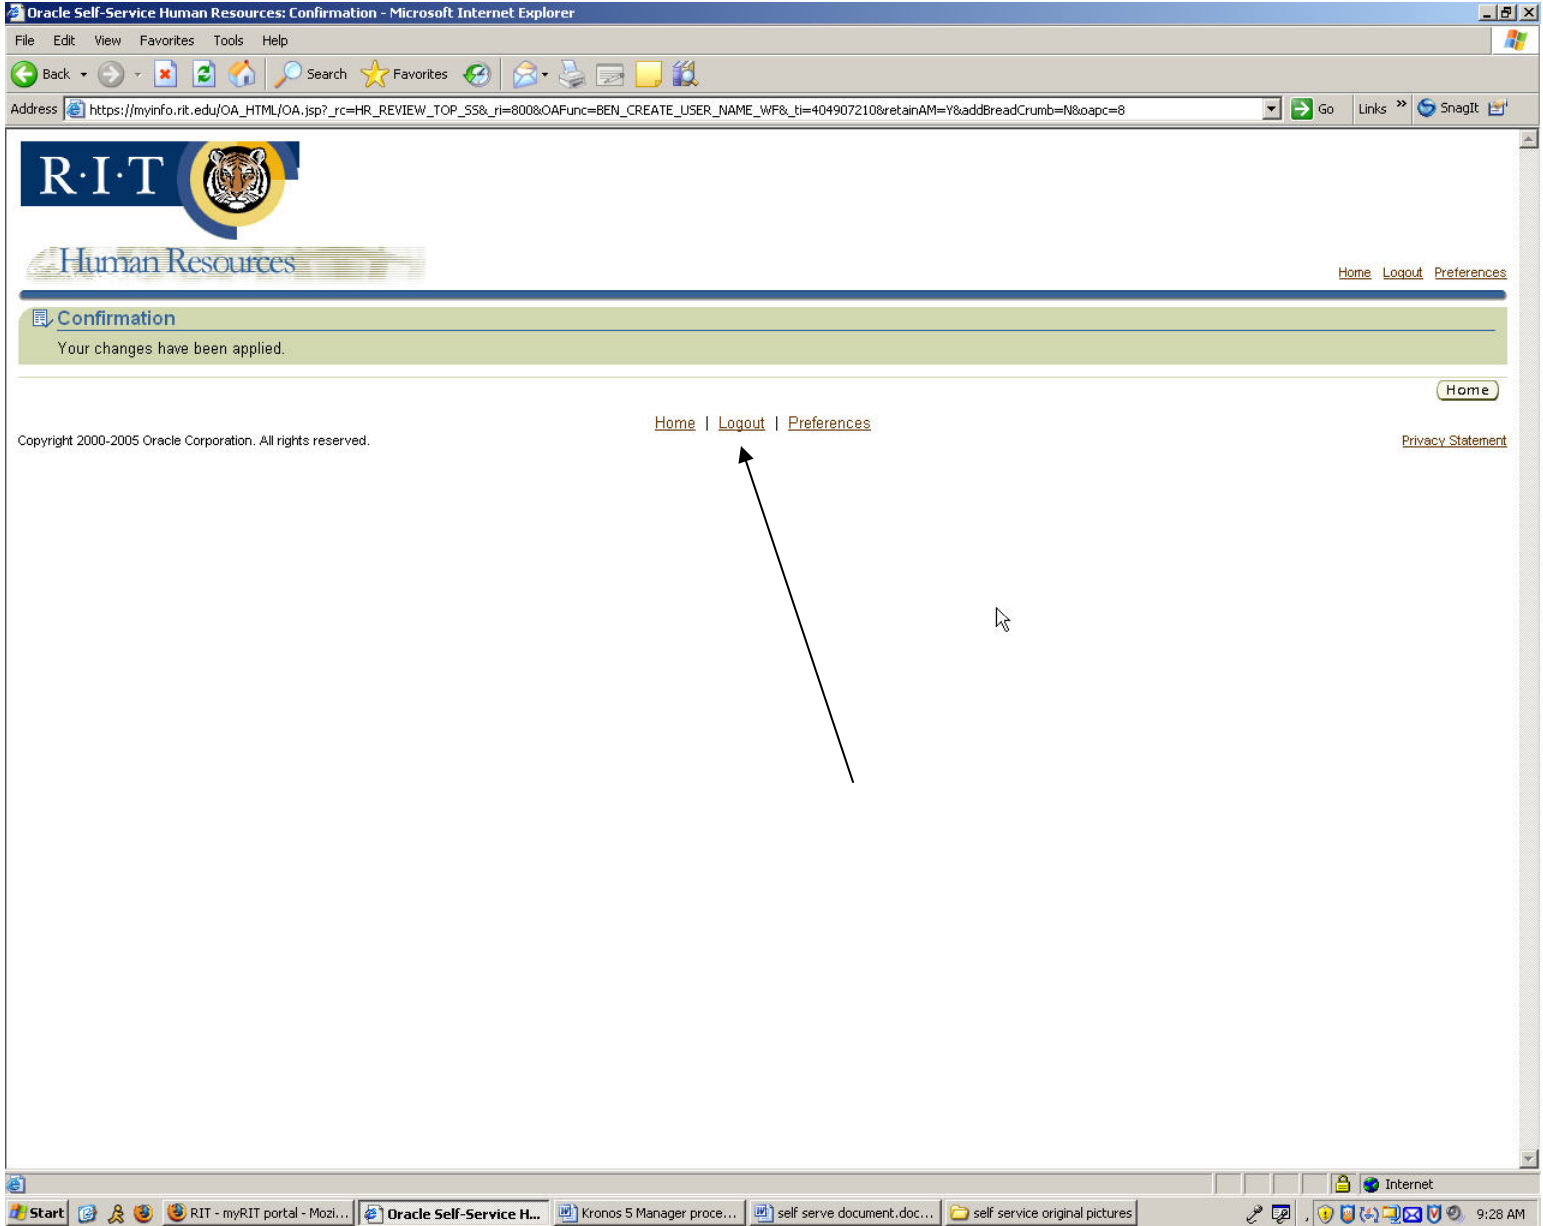 Oracle Self-Service Human Resources: Confirmation - Microsoft Internet Explorer
File Edit View Favorites Tools Help
Back Search Favorites
Address https://myinfo.rit.edu/OA_HTML/OA.jsp?_rc=HR_REVIEW_TOP_SS&_ri=800&OAFunc=BEN_CREATE_USER_NAME_WF&_ti=404907210&retainAM=Y&addBreadCrumb=N&oapc=8 Go Links » SnagIt
R·I·T
Human Resources
Home Logout Preferences
Confirmation
Your changes have been applied.
Home
Home | Logout | Preferences
Copyright 2000-2005 Oracle Corporation. All rights reserved. Privacy Statement
Internet
Start RIT - myRIT portal - Mozi... Oracle Self-Service H... Kronos 5 Manager proce... self serve document.doc... self service original pictures 9:28 AM